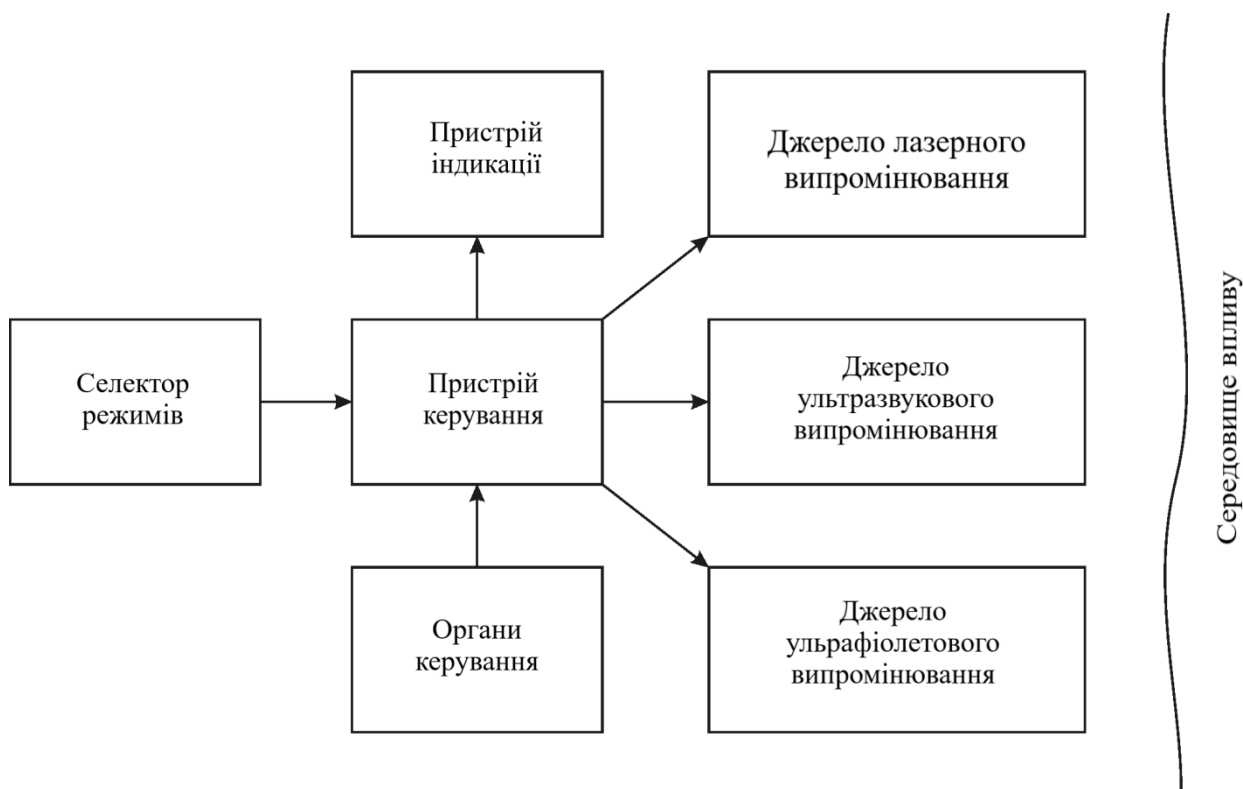 Пристрій
індикації
Джерело лазерного
випромінювання
Селектор
режимів
Пристрій
керування
Джерело
ультразвукового
випромінювання
Органи
керування
Джерело
ульрафіолетового
випромінювання
Середовище впливу